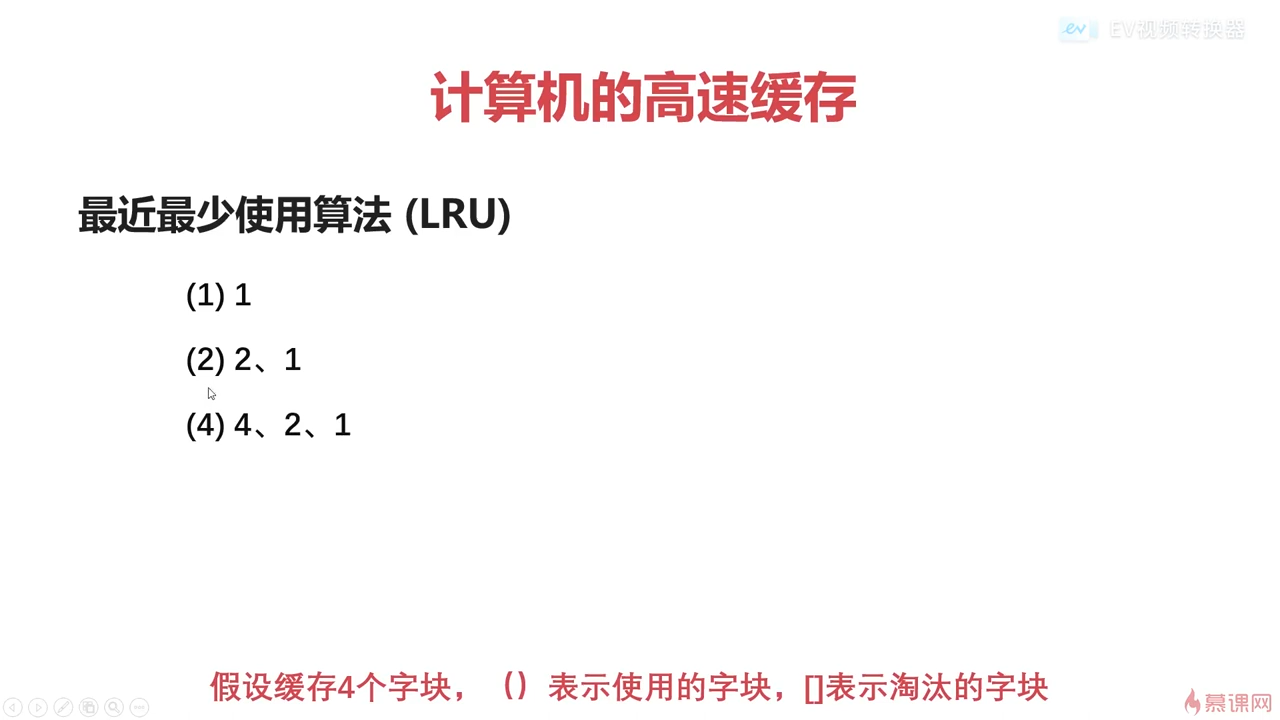 EV视频转换器
计算机的高速缓存
最近最少使用算法 (LRU)
(1) 1
(2) 2、1
(4) 4、2、1
假设缓存4个字块，（）表示使用的字块，[]表示淘汰的字块
慕课网